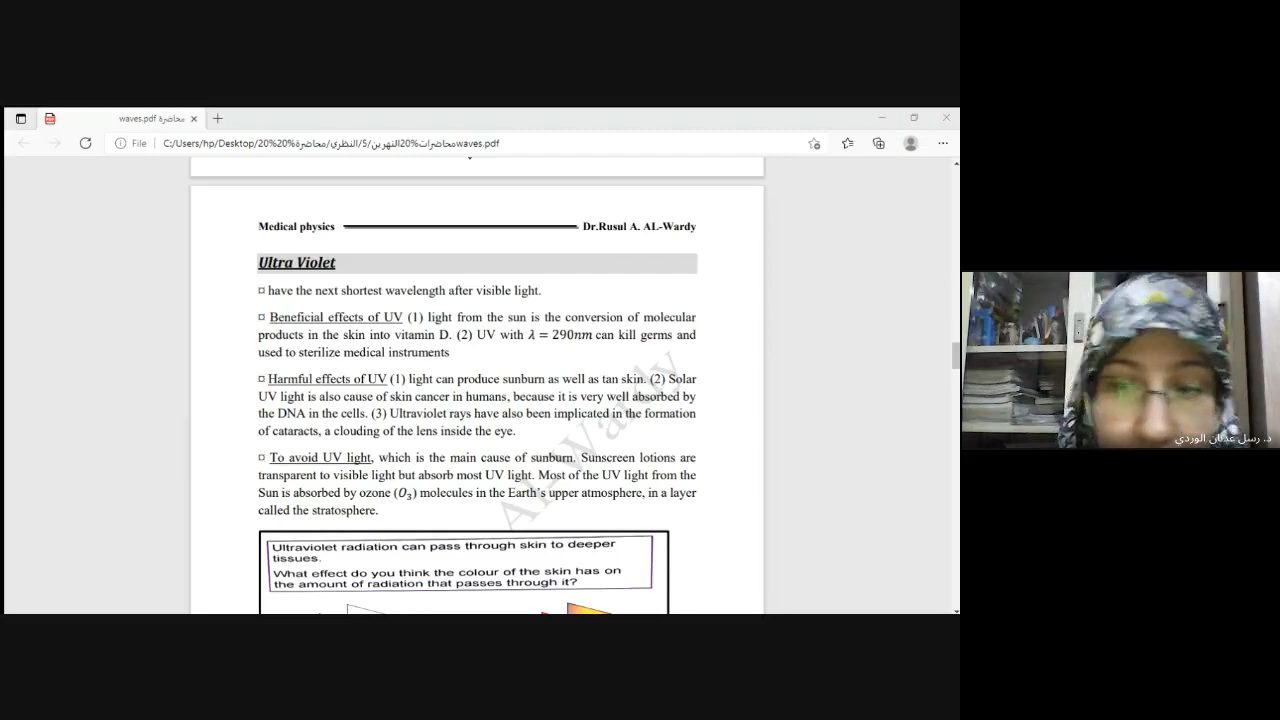 محاضرة waves.pdf
File
C:/Users/hp/Desktop/20%20محاضرات%20النهرين/5/النظري/محاضرة%waves.pdf
Medical physics
Dr.Rusul A. AL-Wardy
Ultra Violet
¤ have the next shortest wavelength after visible light.
¤ Beneficial effects of UV (1) light from the sun is the conversion of molecular
products in the skin into vitamin D. (2) UV with λ = 290nm can kill germs and
used to sterilize medical instruments
¤ Harmful effects of UV (1) light can produce sunburn as well as tan skin. (2) Solar
UV light is also cause of skin cancer in humans, because it is very well absorbed by
the DNA in the cells. (3) Ultraviolet rays have also been implicated in the formation
of cataracts, a clouding of the lens inside the eye.
¤ To avoid UV light, which is the main cause of sunburn. Sunscreen lotions are
transparent to visible light but absorb most UV light. Most of the UV light from the
Sun is absorbed by ozone (O₃) molecules in the Earth's upper atmosphere, in a layer
called the stratosphere.
Al-Wardy
Ultraviolet radiation can pass through skin to deeper
tissues.
What effect do you think the colour of the skin has on
the amount of radiation that passes through it?
د. رسل عدنان الوردي